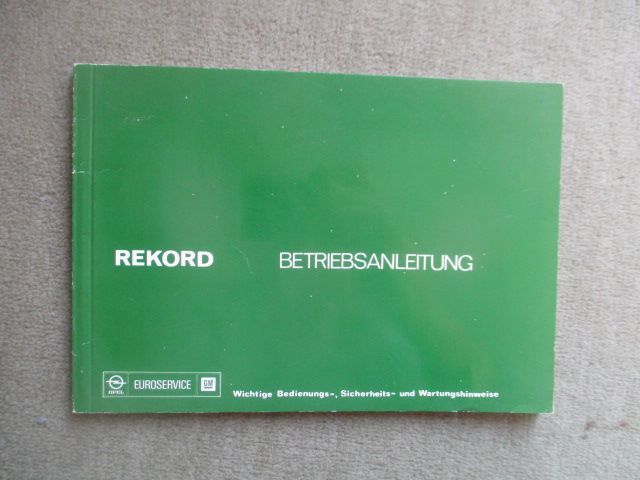 REKORD BETRIEBSANLEITUNG
OPEL EUROSERVICE GM
Wichtige Bedienungs-, Sicherheits- und Wartungshinweise